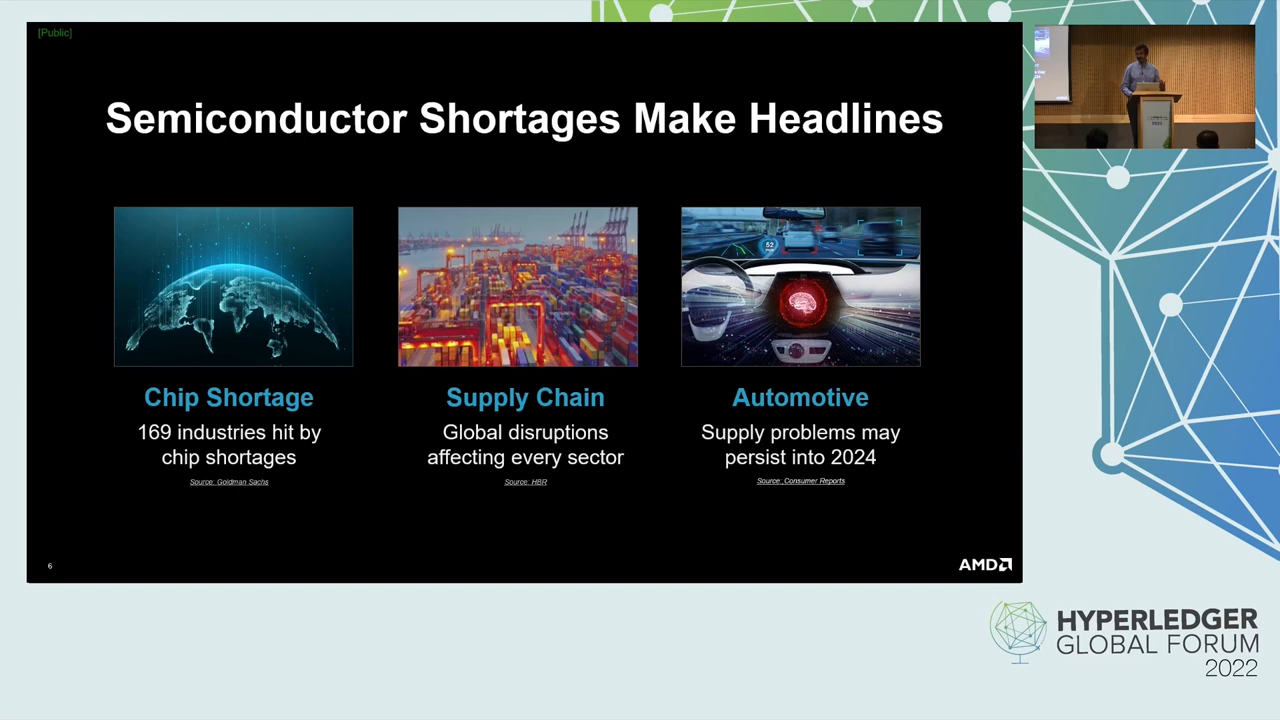 [Public]
Semiconductor Shortages Make Headlines
52
Chip Shortage
169 industries hit by
chip shortages
Source: Goldman Sachs
Supply Chain
Global disruptions
affecting every sector
Source: HBR
Automotive
Supply problems may
persist into 2024
Source: Consumer Reports
6
AMD
HYPERLEDGER
GLOBAL FORUM
2022